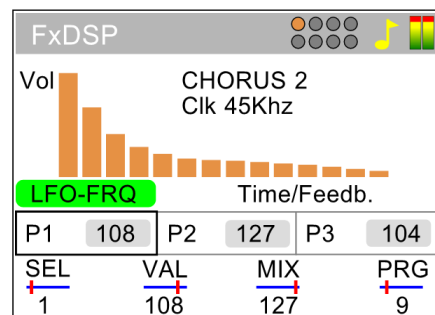 FxDSP
Vol CHORUS 2
Clk 45Khz
LFO-FRQ Time/Feedb.
P1 108 P2 127 P3 104
SEL VAL MIX PRG
1 108 127 9